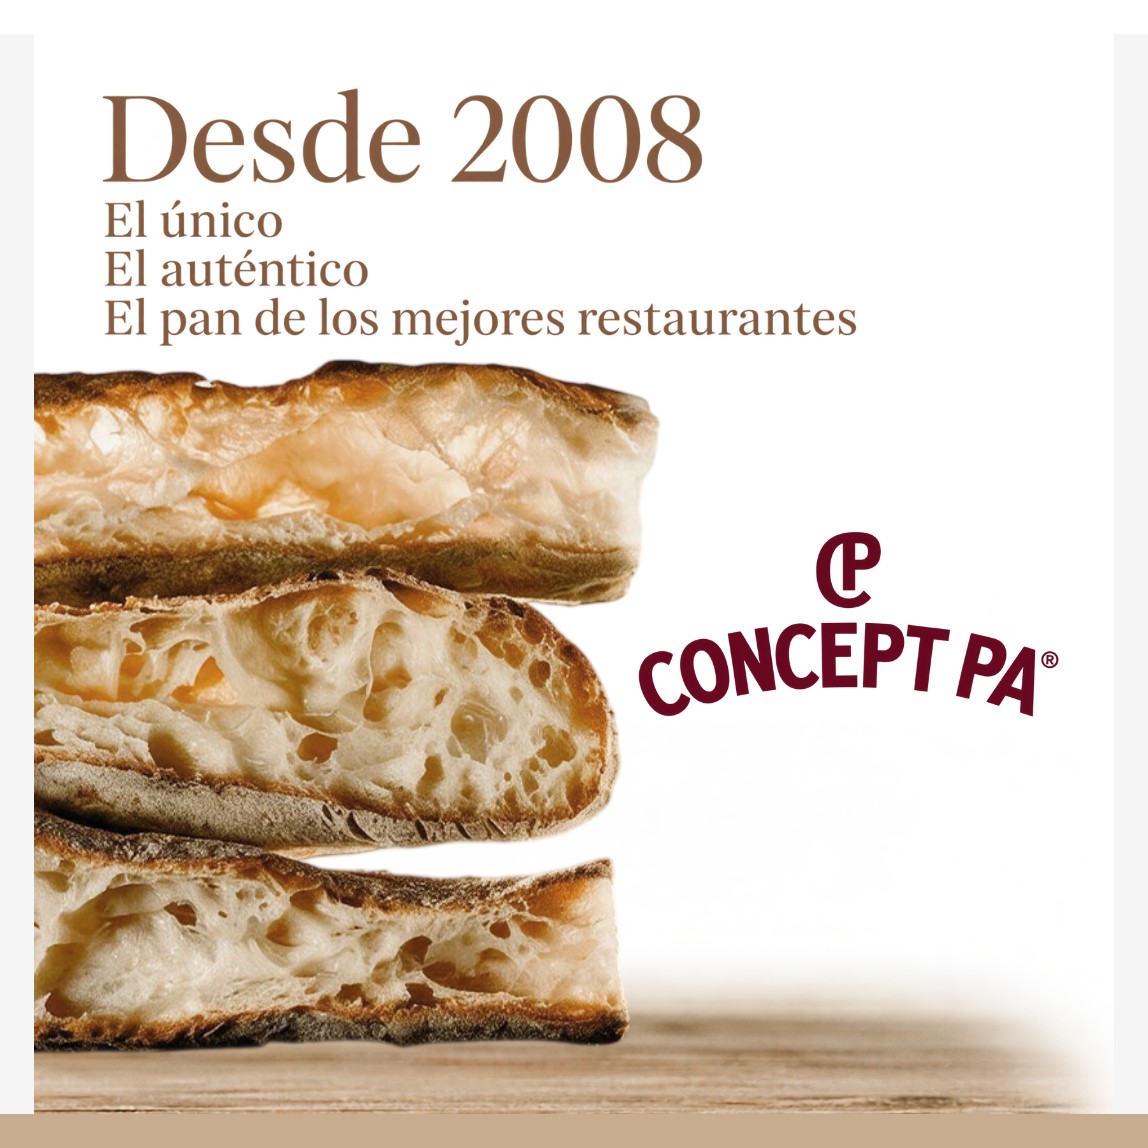 Desde 2008
El único
El auténtico
El pan de los mejores restaurantes
CP
CONCEPT PA®